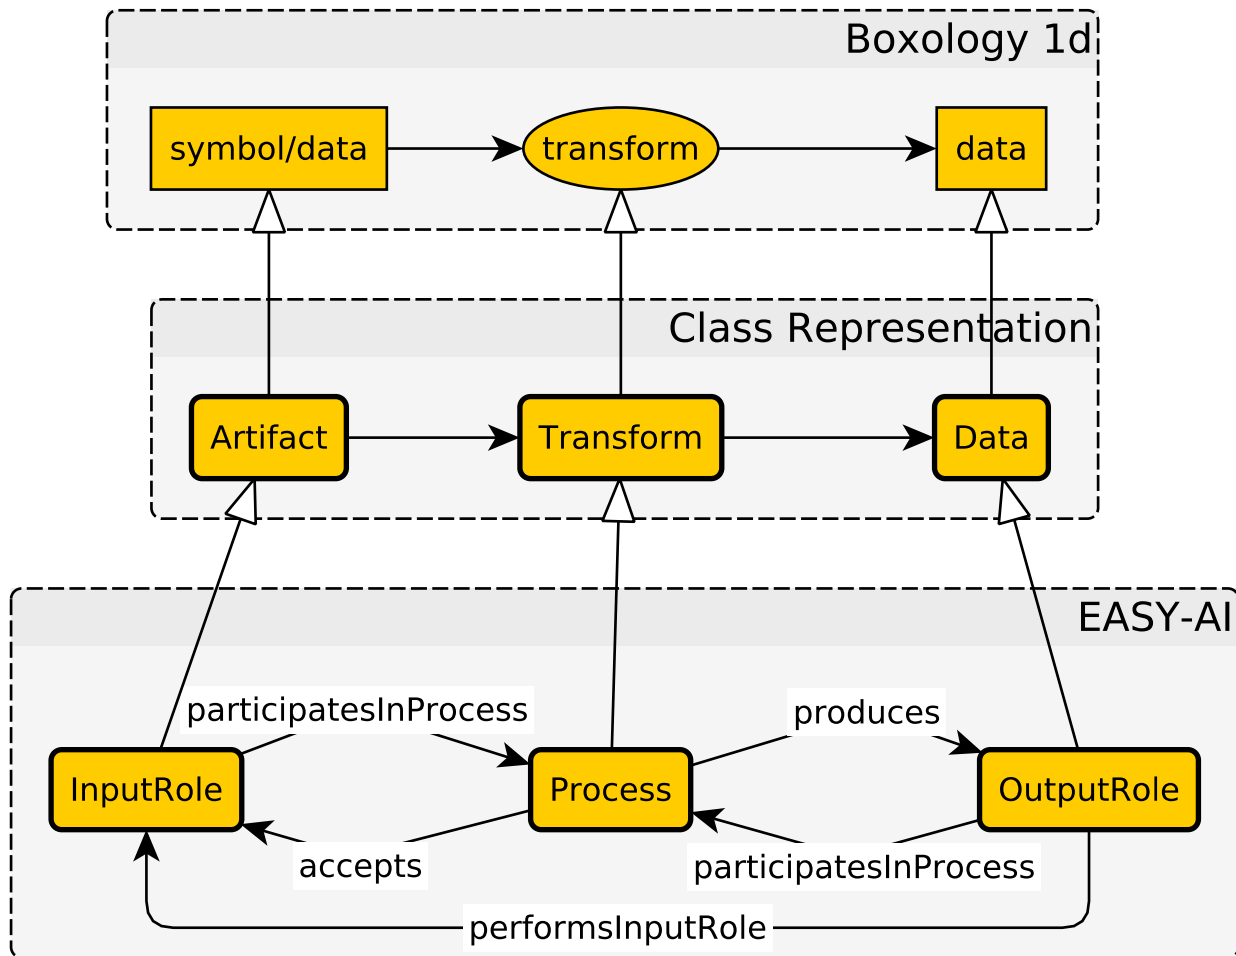 Boxology 1d
symbol/data
transform
data
Class Representation
Artifact
Transform
Data
EASY-AI
participatesInProcess
produces
InputRole
Process
OutputRole
accepts
participatesInProcess
performsInputRole